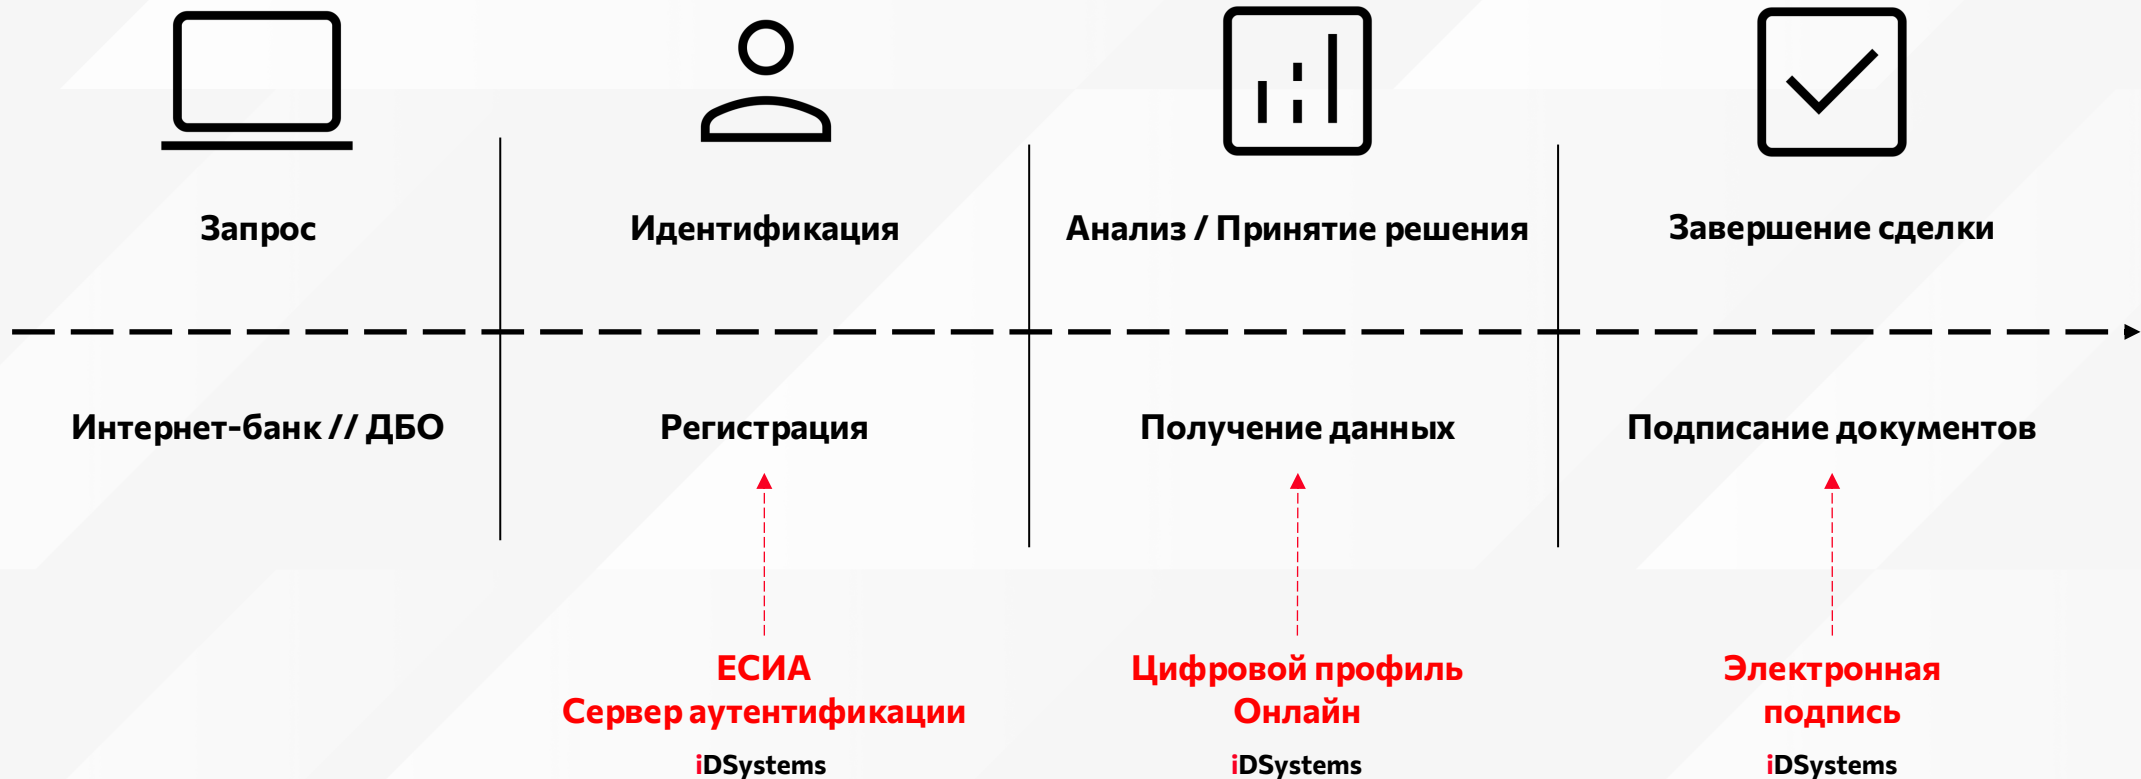 Запрос
Идентификация
Анализ / Принятие решения
Завершение сделки
Интернет-банк // ДБО
Регистрация
Получение данных
Подписание документов
ЕСИА
Сервер аутентификации
iDSystems
Цифровой профиль
Онлайн
iDSystems
Электронная
подпись
iDSystems